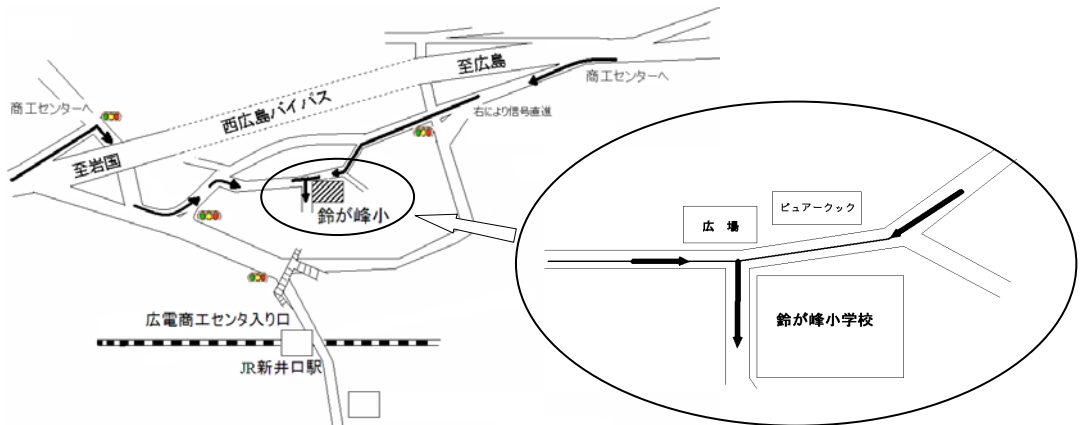 至広島
商工センターへ
商工センターへ
西広島バイパス
右により信号直進
至岩国
鈴が峰小
広電商工センタ入り口
JR新井口駅
広 場
ピュアークック
鈴が峰小学校